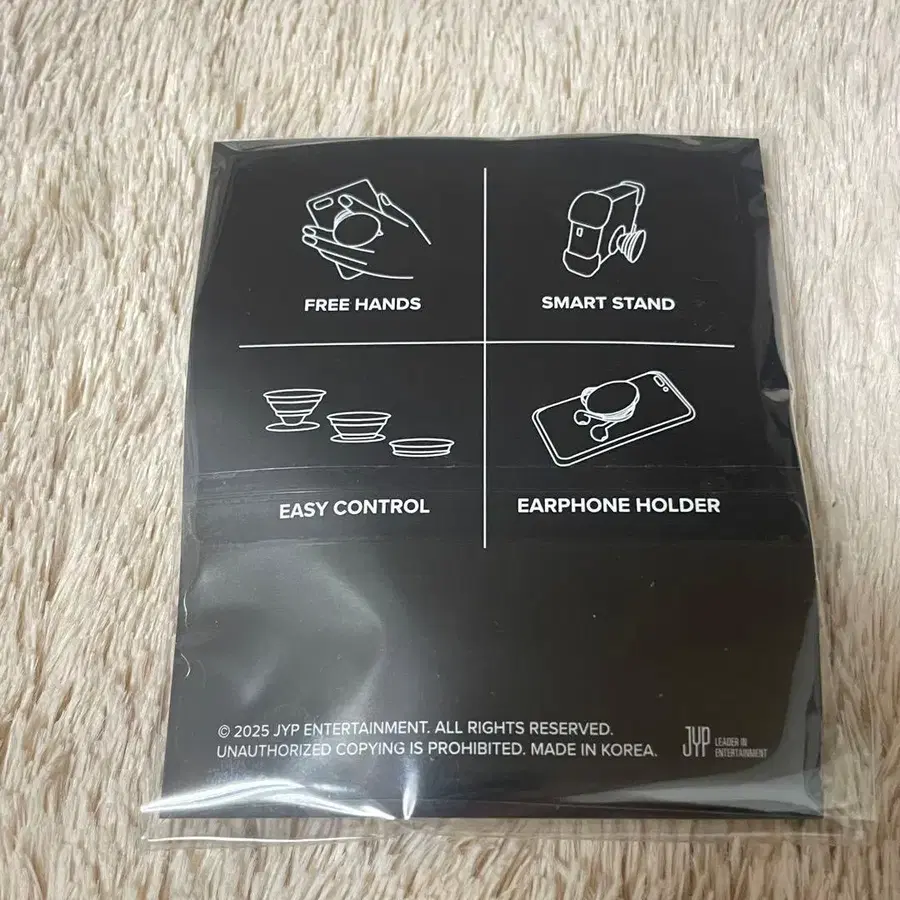 FREE HANDS
SMART STAND
EASY CONTROL
EARPHONE HOLDER
© 2025 JYP ENTERTAINMENT. ALL RIGHTS RESERVED.
UNAUTHORIZED COPYING IS PROHIBITED. MADE IN KOREA.
JYP LEADER IN
ENTERTAINMENT